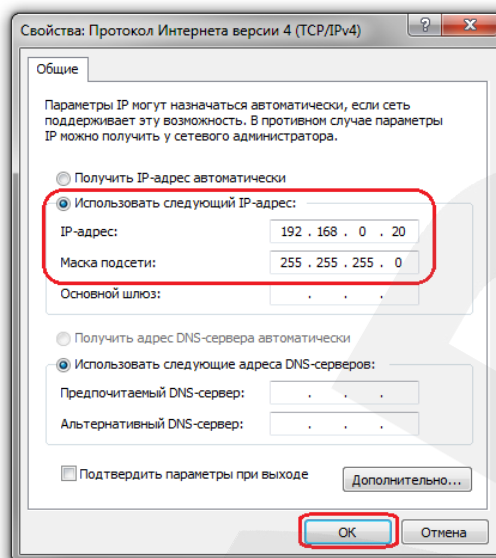 Свойства: Протокол Интернета версии 4 (TCP/IPv4)
Общие
Параметры IP могут назначаться автоматически, если сеть
поддерживает эту возможность. В противном случае параметры
IP можно получить у сетевого администратора.
Получить IP-адрес автоматически
Использовать следующий IP-адрес:
IP-адрес: 192 . 168 . 0 . 20
Маска подсети: 255 . 255 . 255 . 0
Основной шлюз: . . .
Получить адрес DNS-сервера автоматически
Использовать следующие адреса DNS-серверов:
Предпочитаемый DNS-сервер: . . .
Альтернативный DNS-сервер: . . .
Подтвердить параметры при выходе
Дополнительно...
ОК Отмена